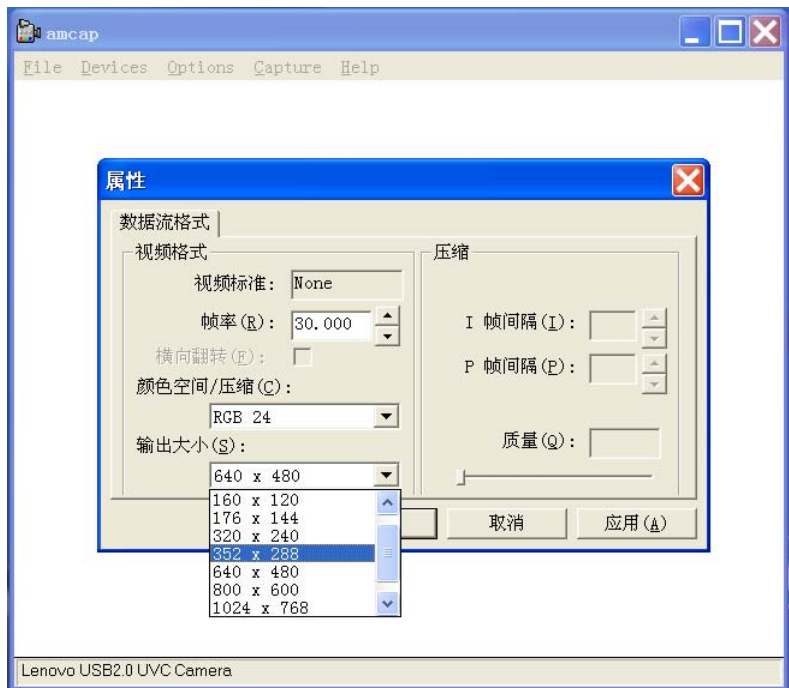 amcap
File Devices Options Capture Help
属性
数据流格式
视频格式
视频标准: None
帧率(R): 30.000
横向翻转(F):
颜色空间/压缩(C):
RGB 24
输出大小(S):
640 x 480
160 x 120
176 x 144
320 x 240
352 x 288
640 x 480
800 x 600
1024 x 768
压缩
I 帧间隔(I):
P 帧间隔(P):
质量(Q):
取消
应用(A)
Lenovo USB2.0 UVC Camera